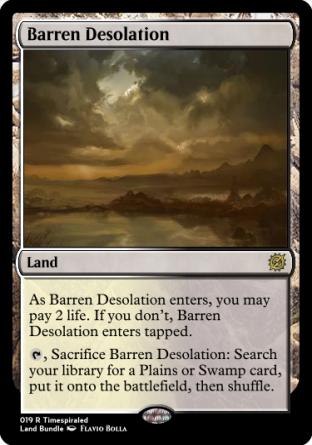 Barren Desolation
Land
As Barren Desolation enters, you may
pay 2 life. If you don't, Barren
Desolation enters tapped.
, Sacrifice Barren Desolation: Search
your library for a Plains or Swamp card,
put it onto the battlefield, then shuffle.
019 R Timespiraled
Land Bundle Flavio Bolla